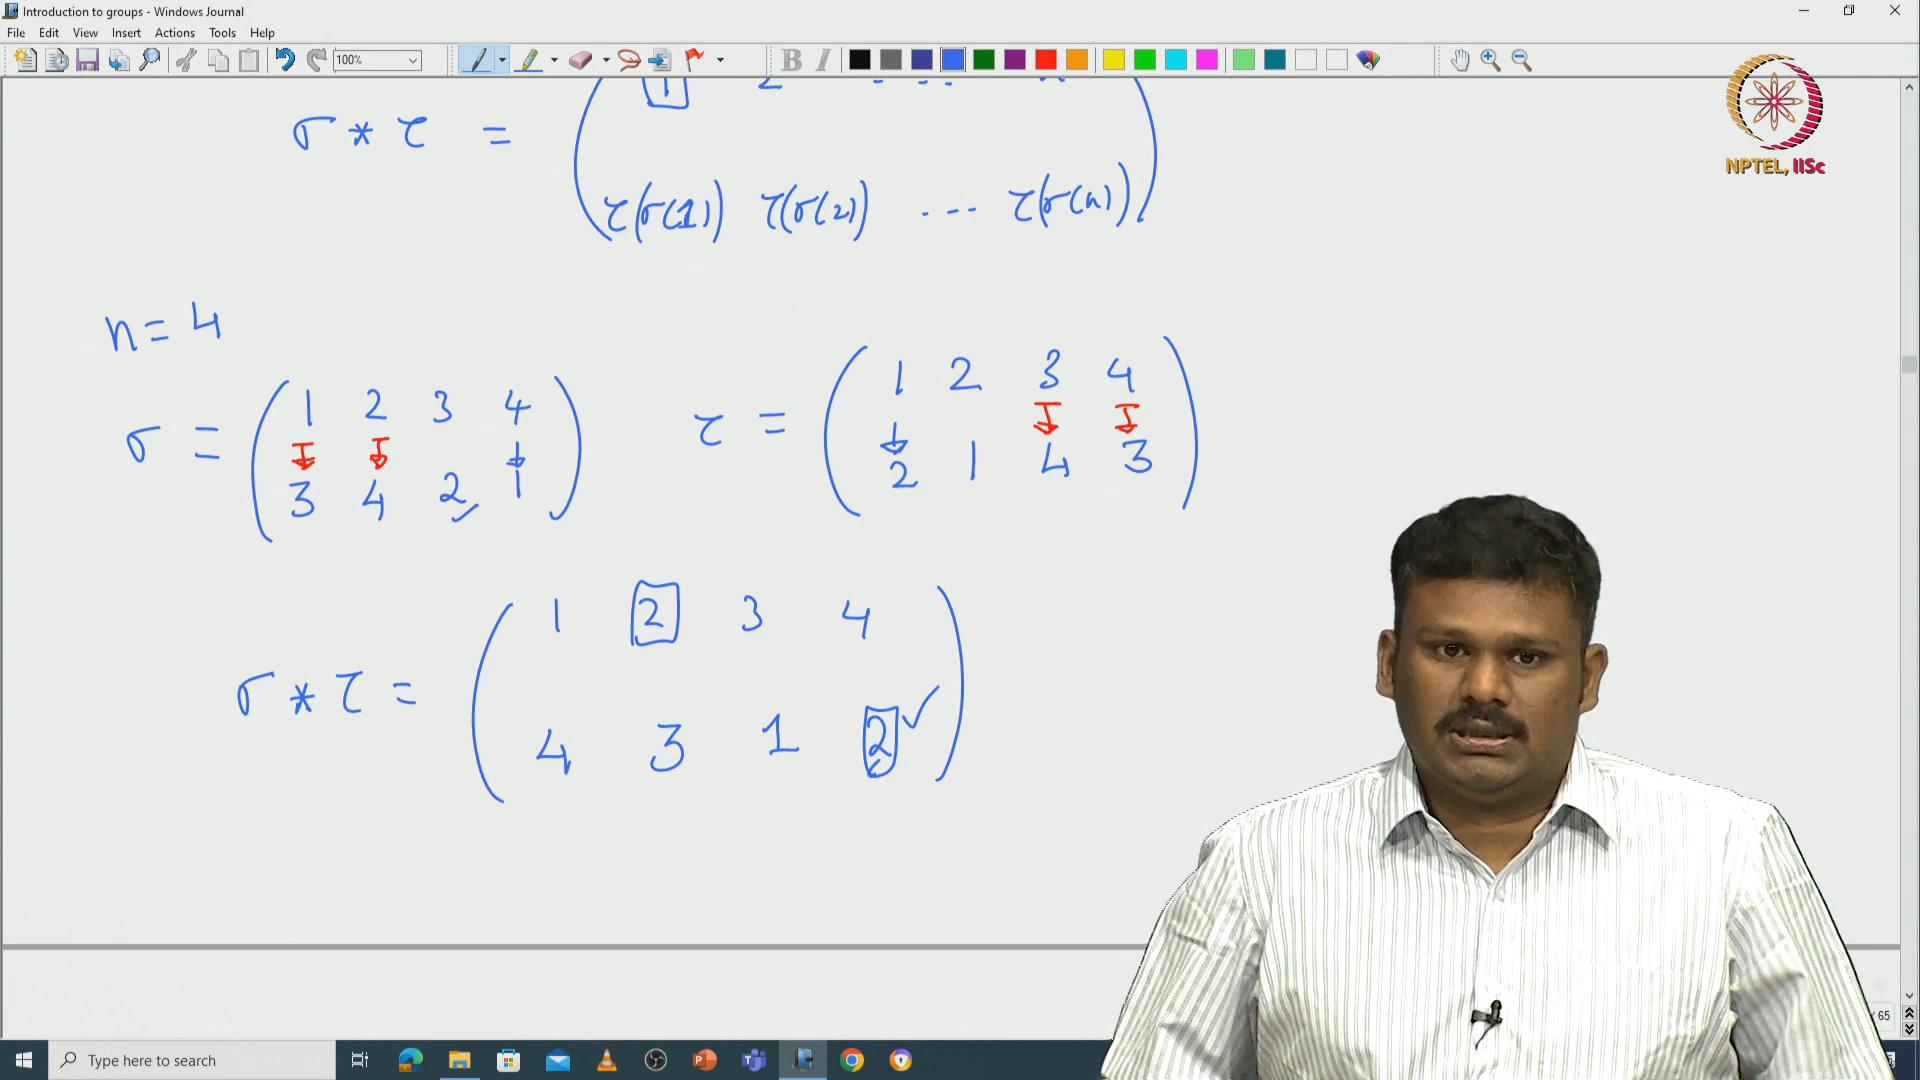 Introduction to groups - Windows Journal
File Edit View Insert Actions Tools Help
100%
B I
NPTEL, IISc
1 2 ... n
σ * τ =
τ(σ(1)) τ(σ(2)) ... τ(σ(n))
n = 4
σ = ( 1 2 3 4
3 4 2 1 )
τ = ( 1 2 3 4
2 1 4 3 )
σ * τ = ( 1 2 3 4
4 3 1 2 )
/ 65
Type here to search